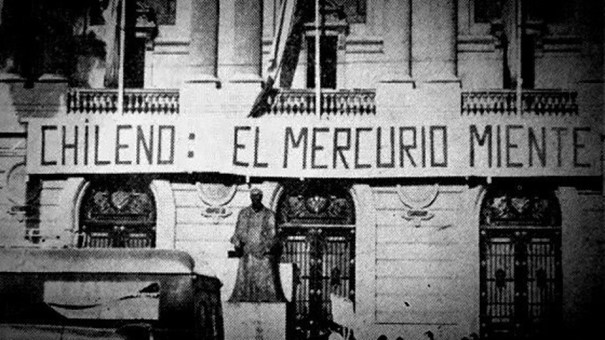 CHiLENO : EL MERCURIO MIENTE